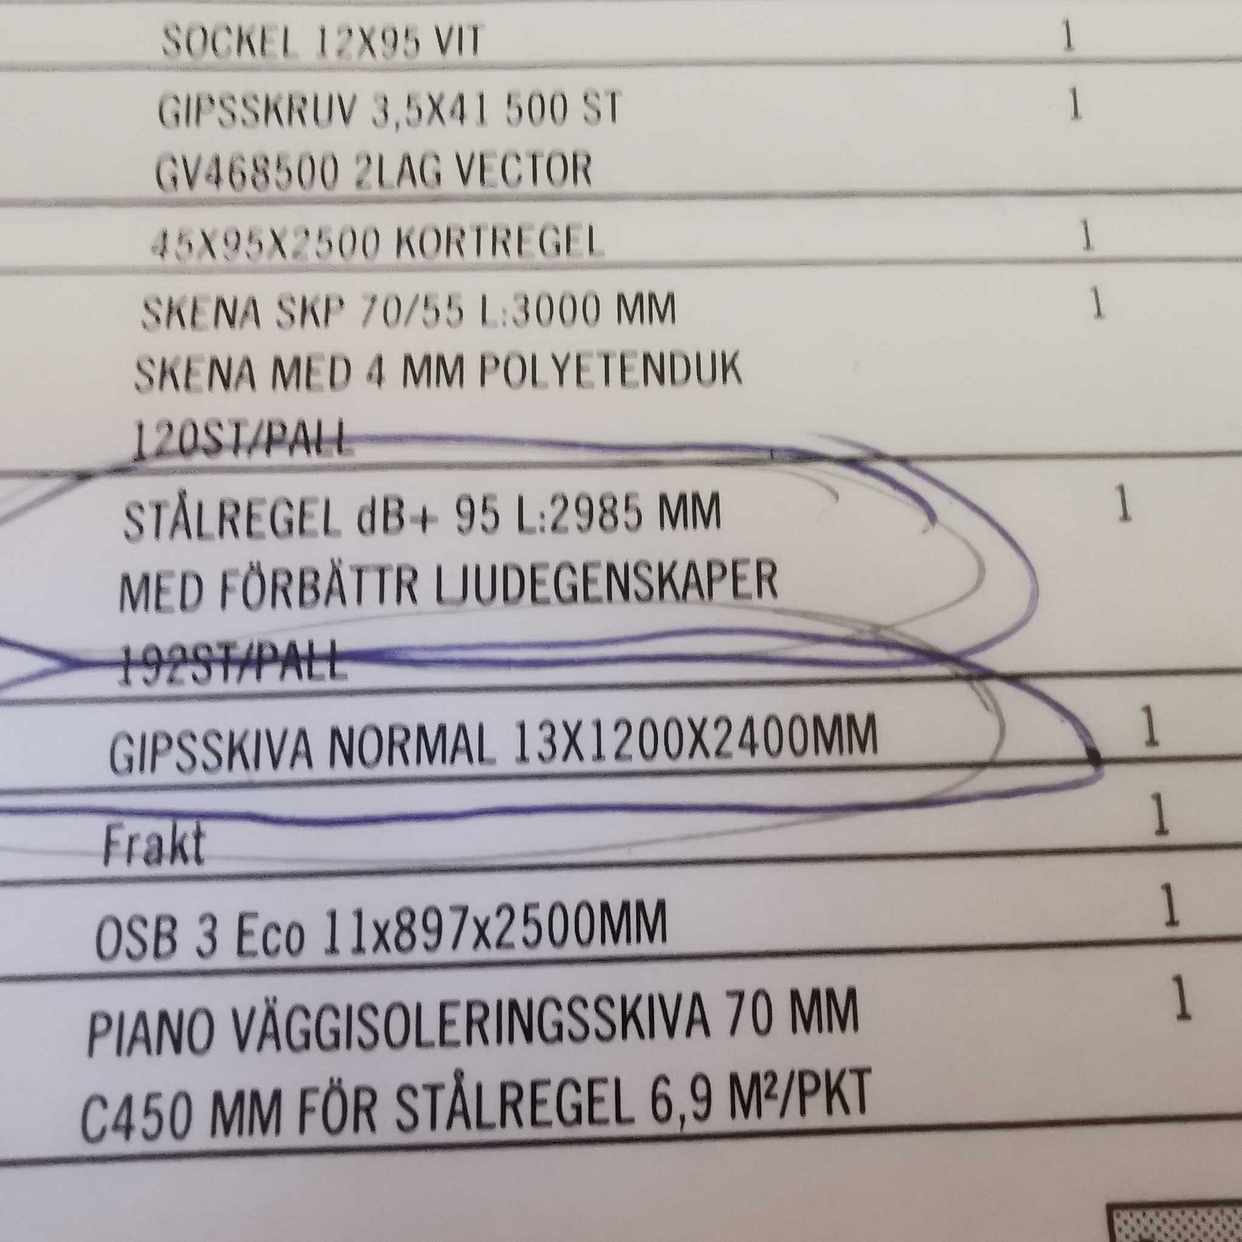 SOCKEL 12X95 VIT 1
GIPSSKRUV 3,5X41 500 ST 1
GV468500 2LAG VECTOR
45X95X2500 KORTREGEL 1
SKENA SKP 70/55 L:3000 MM 1
SKENA MED 4 MM POLYETENDUK
120ST/PALL
STÅLREGEL dB+ 95 L:2985 MM 1
MED FÖRBÄTTR LJUDEGENSKAPER
192ST/PALL
GIPSSKIVA NORMAL 13X1200X2400MM 1
Frakt 1
OSB 3 Eco 11x897x2500MM 1
PIANO VÄGGISOLERINGSSKIVA 70 MM 1
C450 MM FÖR STÅLREGEL 6,9 M²/PKT